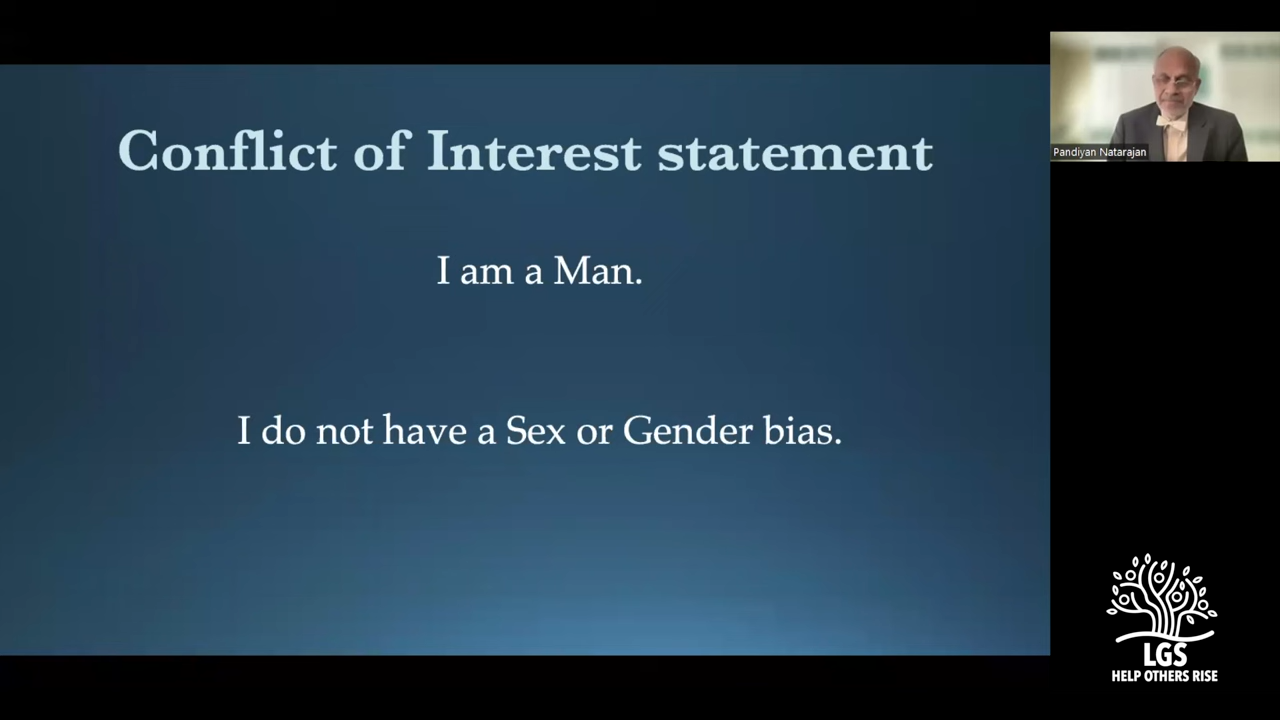 Conflict of Interest statement
I am a Man.
I do not have a Sex or Gender bias.
Pandiyan Natarajan
LGS
HELP OTHERS RISE